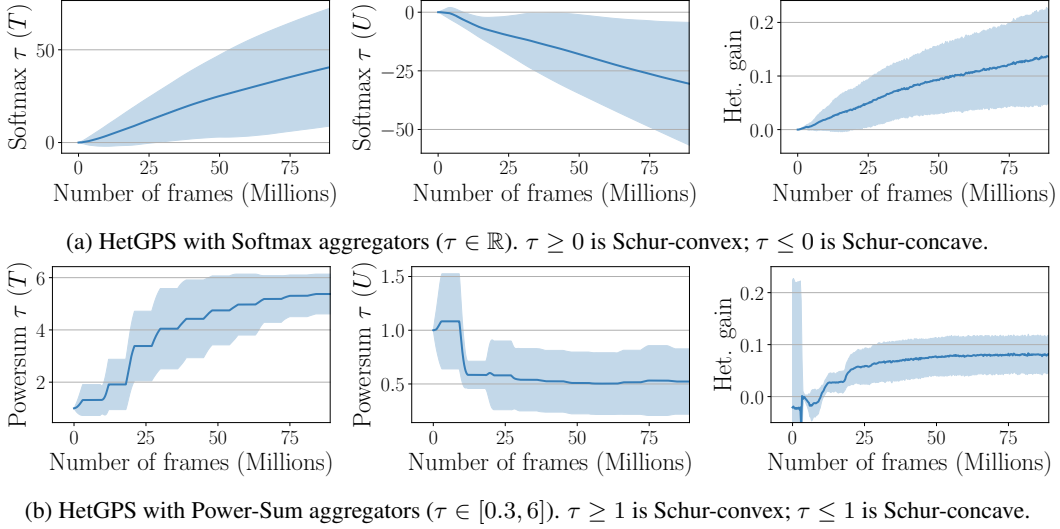 Softmax τ (T)
50
0
0 25 50 75
Number of frames (Millions)
Softmax τ (U)
0
−25
−50
0 25 50 75
Number of frames (Millions)
Het. gain
0.2
0.1
0.0
0 25 50 75
Number of frames (Millions)
(a) HetGPS with Softmax aggregators (τ ∈ ℝ). τ ≥ 0 is Schur-convex; τ ≤ 0 is Schur-concave.
Powersum τ (T)
6
4
2
0 25 50 75
Number of frames (Millions)
Powersum τ (U)
1.5
1.0
0.5
0 25 50 75
Number of frames (Millions)
Het. gain
0.2
0.1
0.0
0 25 50 75
Number of frames (Millions)
(b) HetGPS with Power-Sum aggregators (τ ∈ [0.3, 6]). τ ≥ 1 is Schur-convex; τ ≤ 1 is Schur-concave.